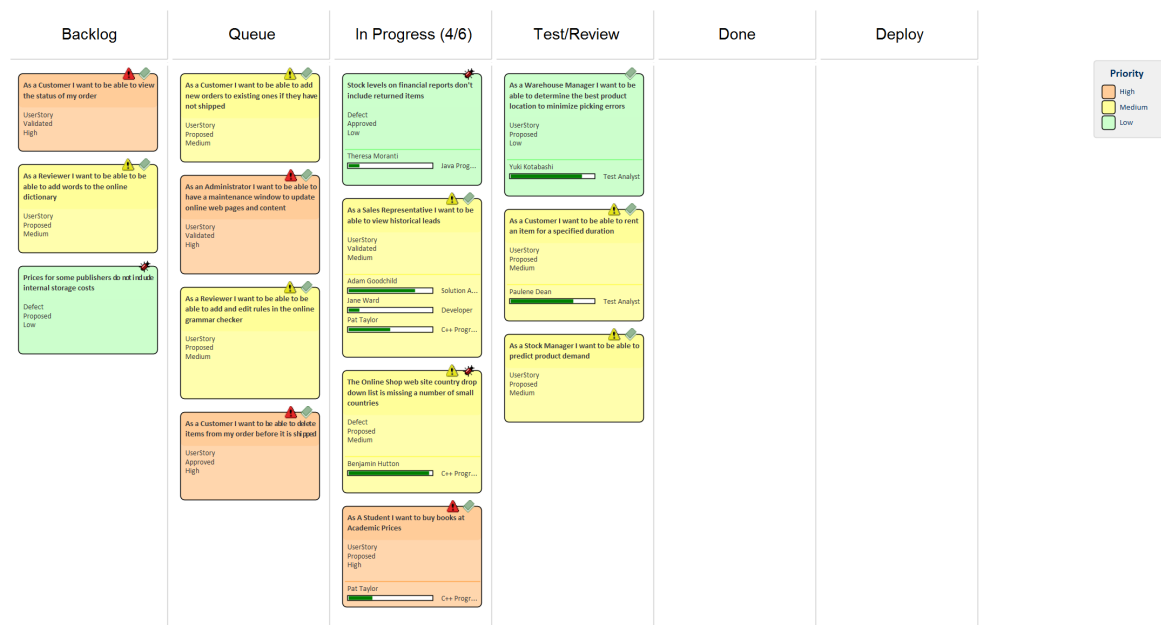 Backlog
Queue
In Progress (4/6)
Test/Review
Done
Deploy
As a Customer I want to be able to view
the status of my order
UserStory
Validated
High
As a Reviewer I want to be able to be
able to add words to the online
dictionary
UserStory
Proposed
Medium
Prices for some publishers do not include
internal storage costs
Defect
Proposed
Low
As a Customer I want to be able to add
new orders to existing ones if they have
not shipped
UserStory
Proposed
Medium
As an Administrator I want to be able to
have a maintenance window to update
online web pages and content
UserStory
Validated
High
As a Reviewer I want to be able to be
able to add and edit rules in the online
grammar checker
UserStory
Proposed
Medium
As a Customer I want to be able to delete
items from my order before it is shipped
UserStory
Approved
High
Stock levels on financial reports don't
include returned items
Defect
Approved
Low
Theresa Moranti
Java Prog...
As a Sales Representative I want to be
able to view historical leads
UserStory
Validated
Medium
Adam Goodchild
Solution A...
Jane Ward
Developer
Pat Taylor
C++ Progr...
The Online Shop web site country drop
down list is missing a number of small
countries
Defect
Proposed
Medium
Benjamin Hutton
C++ Progr...
As A Student I want to buy books at
Academic Prices
UserStory
Proposed
High
Pat Taylor
C++ Progr...
As a Warehouse Manager I want to be
able to determine the best product
location to minimize picking errors
UserStory
Proposed
Low
Yuki Kotabashi
Test Analyst
As a Customer I want to be able to rent
an item for a specified duration
UserStory
Proposed
Medium
Paulene Dean
Test Analyst
As a Stock Manager I want to be able to
predict product demand
UserStory
Proposed
Medium
Priority
High
Medium
Low